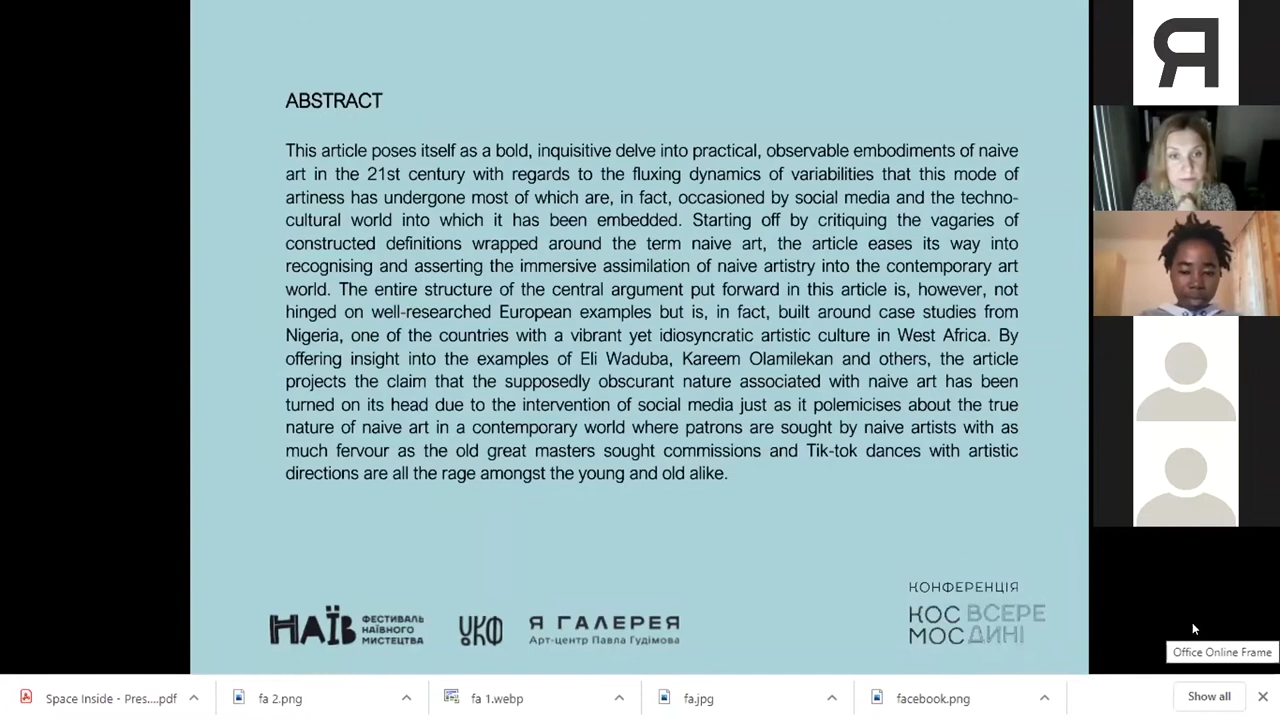 ABSTRACT
This article poses itself as a bold, inquisitive delve into practical, observable embodiments of naive
art in the 21st century with regards to the fluxing dynamics of variabilities that this mode of
artiness has undergone most of which are, in fact, occasioned by social media and the techno-
cultural world into which it has been embedded. Starting off by critiquing the vagaries of
constructed definitions wrapped around the term naive art, the article eases its way into
recognising and asserting the immersive assimilation of naive artistry into the contemporary art
world. The entire structure of the central argument put forward in this article is, however, not
hinged on well-researched European examples but is, in fact, built around case studies from
Nigeria, one of the countries with a vibrant yet idiosyncratic artistic culture in West Africa. By
offering insight into the examples of Eli Waduba, Kareem Olamilekan and others, the article
projects the claim that the supposedly obscurant nature associated with naive art has been
turned on its head due to the intervention of social media just as it polemicises about the true
nature of naive art in a contemporary world where patrons are sought by naive artists with as
much fervour as the old great masters sought commissions and Tik-tok dances with artistic
directions are all the rage amongst the young and old alike.
НАЇВ
ФЕСТИВАЛЬ
НАЇВНОГО
МИСТЕЦТВА
УКФ
Я ГАЛЕРЕЯ
Арт-центр Павла Гудімова
КОНФЕРЕНЦІЯ
КОС ВСЕРЕ
МОС ДИНІ
Я
Office Online Frame
Space Inside - Pres....pdf
fa 2.png
fa 1.webp
fa.jpg
facebook.png
Show all